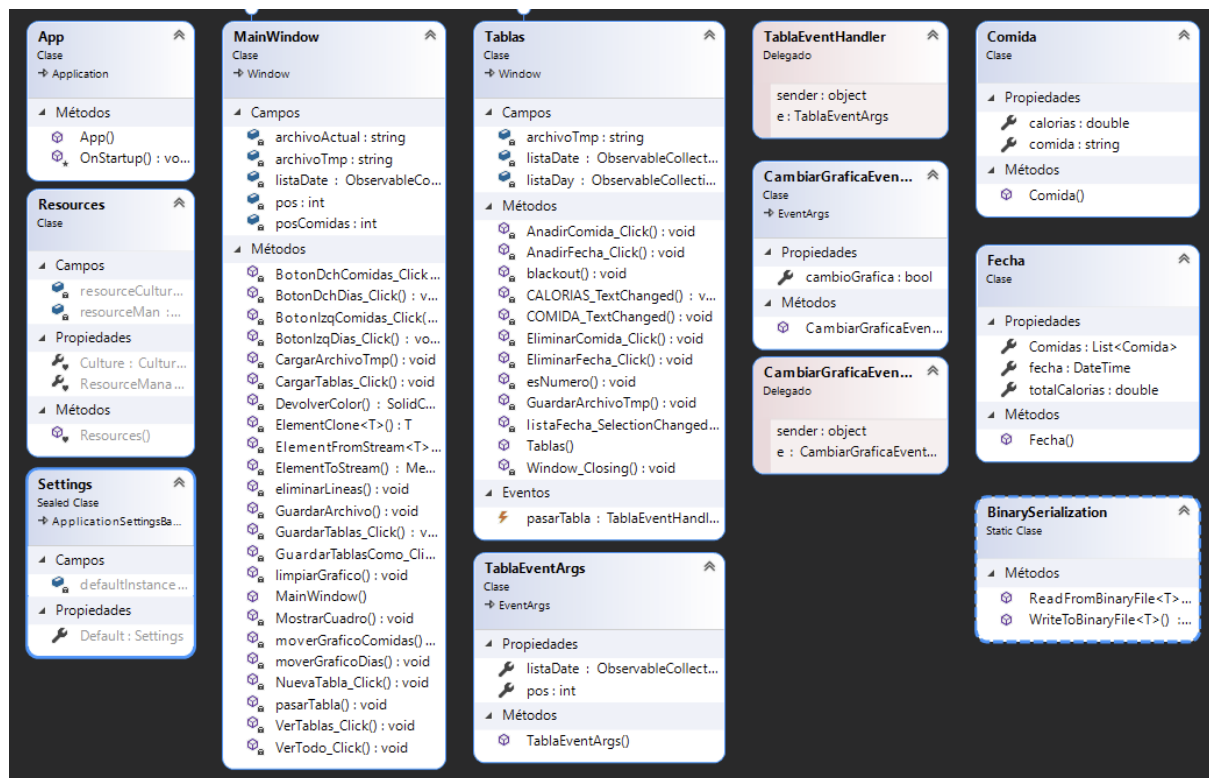 App
Clase
Application
Métodos
App()
OnStartup() : vo...
Resources
Clase
Campos
resourceCultur...
resourceMan :...
Propiedades
Culture : Cultur...
ResourceMana...
Métodos
Resources()
Settings
Sealed Clase
ApplicationSettingsBa...
Campos
defaultInstance...
Propiedades
Default : Settings
MainWindow
Clase
Window
Campos
archivoActual : string
archivoTmp : string
listaDate : ObservableCo...
pos : int
posComidas : int
Métodos
BotonDchComidas_Click...
BotonDchDias_Click() : v...
BotonIzqComidas_Click(...
BotonIzqDias_Click() : vo...
CargarArchivoTmp() : void
CargarTablas_Click() : void
DevolverColor() : SolidC...
ElementClone<T>() : T
ElementFromStream<T>...
ElementToStream() : Me...
eliminarLineas() : void
GuardarArchivo() : void
GuardarTablas_Click() : v...
GuardarTablasComo_Cli...
limpiarGrafico() : void
MainWindow()
MostrarCuadro() : void
moverGraficoComidas() ...
moverGraficoDias() : void
NuevaTabla_Click() : void
pasarTabla() : void
VerTablas_Click() : void
VerTodo_Click() : void
Tablas
Clase
Window
Campos
archivoTmp : string
listaDate : ObservableCollect...
listaDay : ObservableCollecti...
Métodos
AnadirComida_Click() : void
AnadirFecha_Click() : void
blackout() : void
CALORIAS_TextChanged() : v...
COMIDA_TextChanged() : void
EliminarComida_Click() : void
EliminarFecha_Click() : void
esNumero() : void
GuardarArchivoTmp() : void
listaFecha_SelectionChanged...
Tablas()
Window_Closing() : void
Eventos
pasarTabla : TablaEventHandl...
TablaEventArgs
Clase
EventArgs
Propiedades
listaDate : ObservableCollect...
pos : int
Métodos
TablaEventArgs()
TablaEventHandler
Delegado
sender : object
e : TablaEventArgs
CambiarGraficaEven...
Clase
EventArgs
Propiedades
cambioGrafica : bool
Métodos
CambiarGraficaEven...
CambiarGraficaEven...
Delegado
sender : object
e : CambiarGraficaEvent...
Comida
Clase
Propiedades
calorias : double
comida : string
Métodos
Comida()
Fecha
Clase
Propiedades
Comidas : List<Comida>
fecha : DateTime
totalCalorias : double
Métodos
Fecha()
BinarySerialization
Static Clase
Métodos
ReadFromBinaryFile<T>...
WriteToBinaryFile<T>() :...